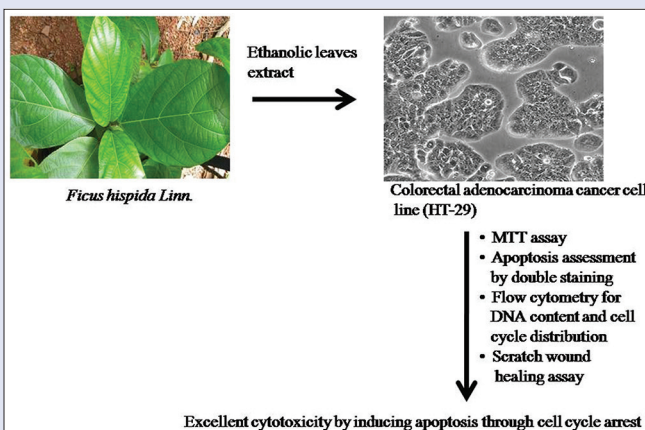 Ethanolic leaves
extract
Ficus hispida Linn.
Colorectal adenocarcinoma cancer cell
line (HT-29)
• MTT assay
• Apoptosis assessment
by double staining
• Flow cytometry for
DNA content and cell
cycle distribution
• Scratch wound
healing assay
Excellent cytotoxicity by inducing apoptosis through cell cycle arrest